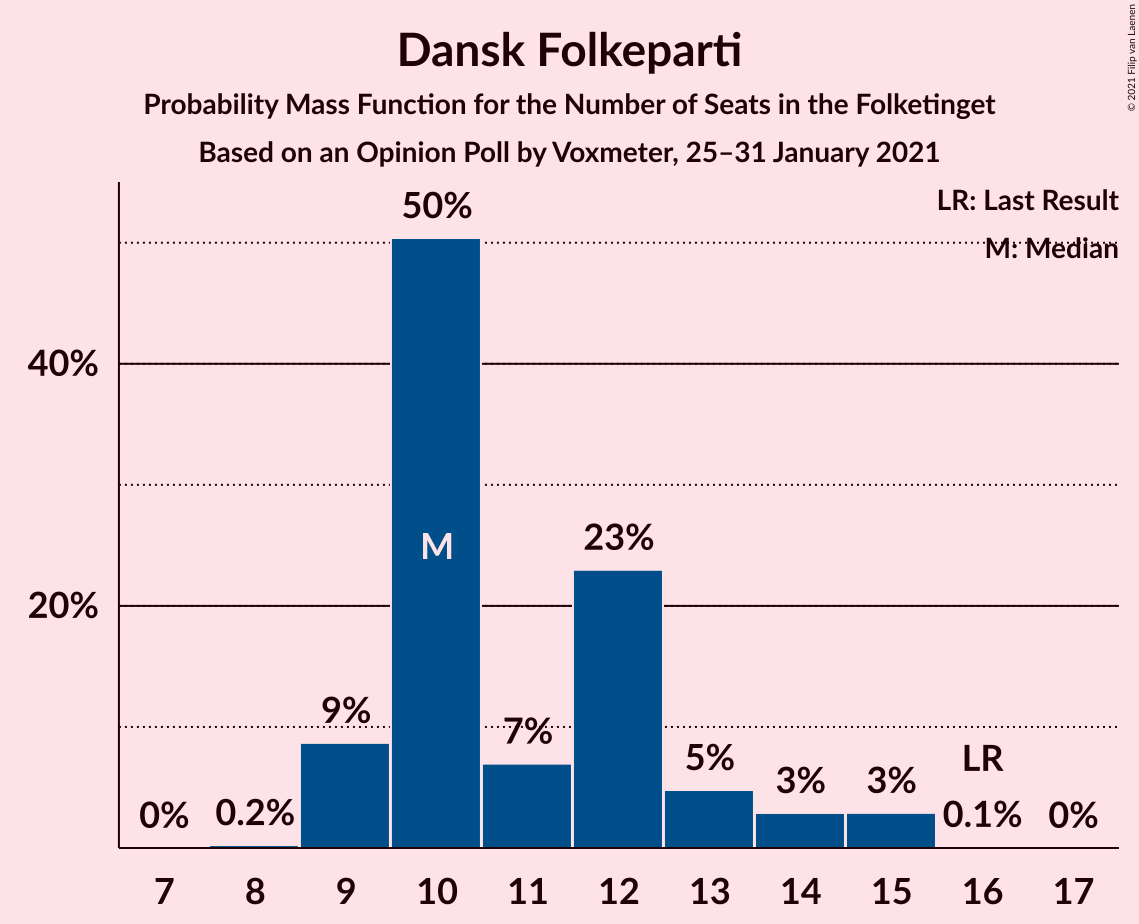 Dansk Folkeparti
Probability Mass Function for the Number of Seats in the Folketinget
Based on an Opinion Poll by Voxmeter, 25–31 January 2021
© 2021 Filip van Laenen
LR: Last Result
M: Median
40%
20%
0%
0.2%
9%
50%
M
7%
23%
5%
3%
3%
LR
0.1%
0%
7 8 9 10 11 12 13 14 15 16 17